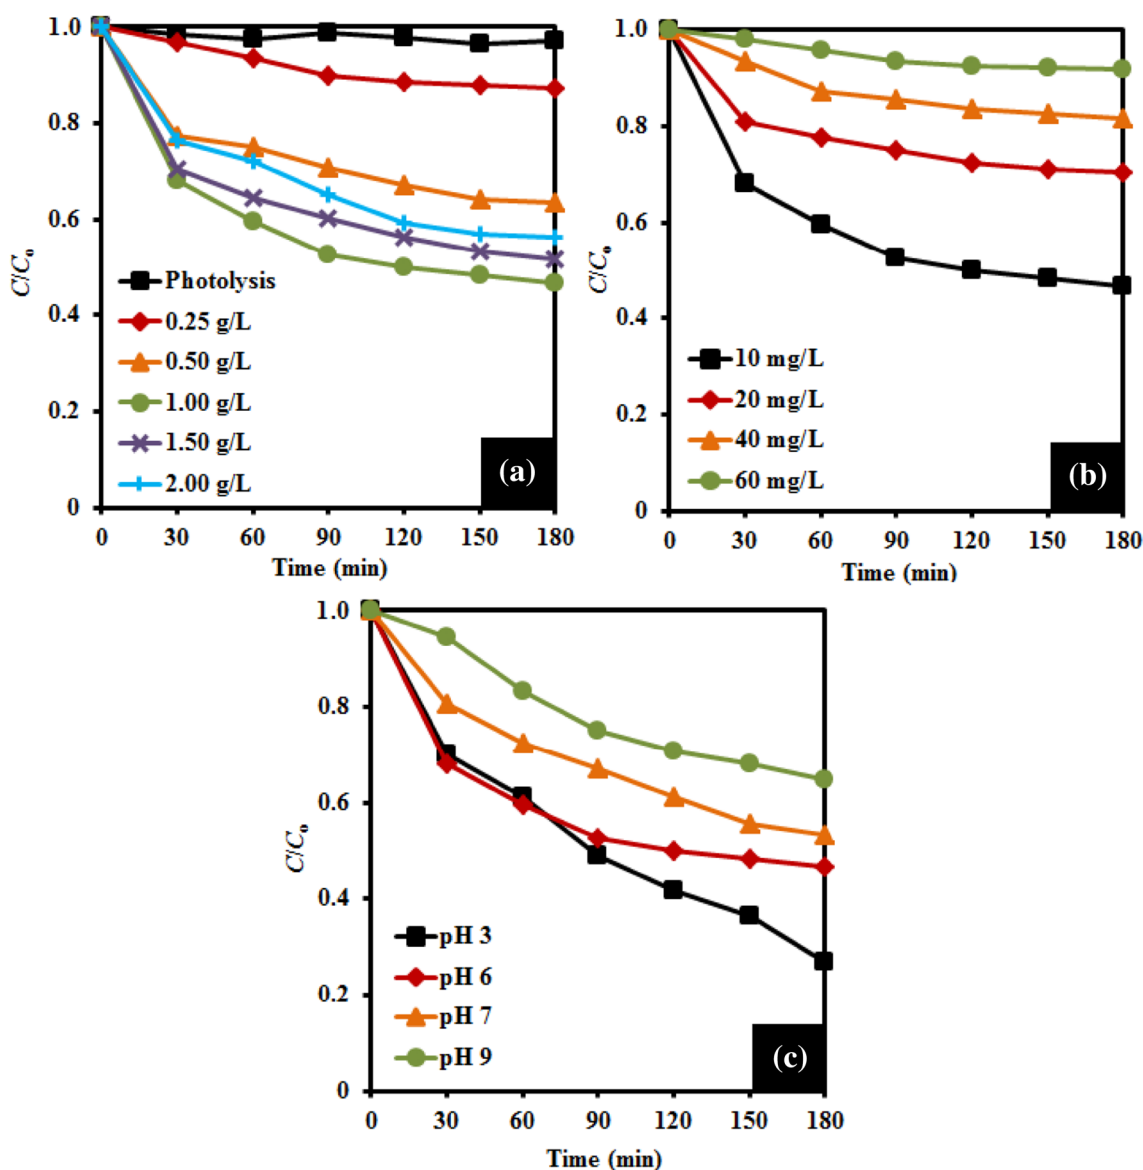 1.0
0.8
0.6
0.4
0.2
0
C/Co
Photolysis
0.25 g/L
0.50 g/L
1.00 g/L
1.50 g/L
2.00 g/L
(a)
0 30 60 90 120 150 180
Time (min)
1.0
0.8
0.6
0.4
0.2
0
C/Co
10 mg/L
20 mg/L
40 mg/L
60 mg/L
(b)
0 30 60 90 120 150 180
Time (min)
1.0
0.8
0.6
0.4
0.2
0
C/Co
pH 3
pH 6
pH 7
pH 9
(c)
0 30 60 90 120 150 180
Time (min)